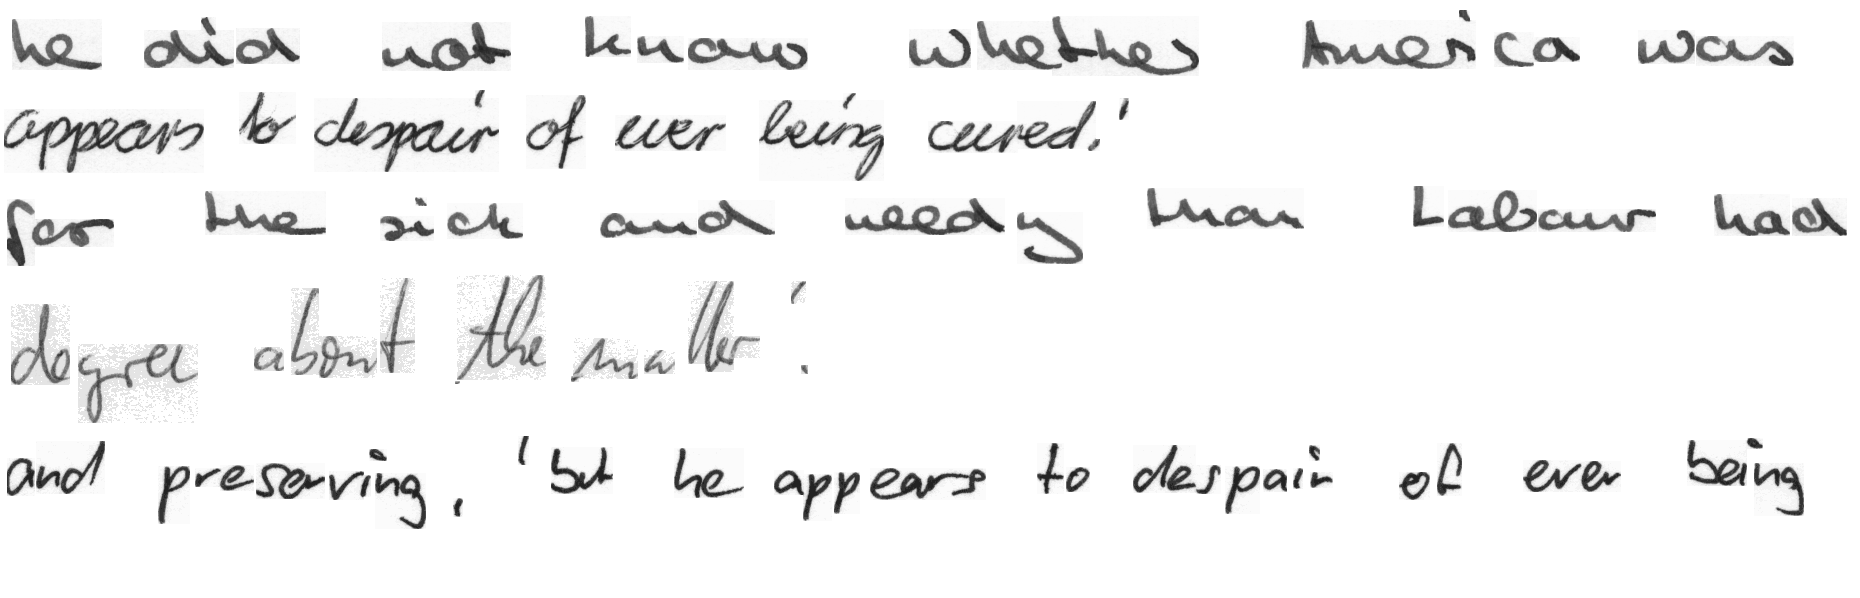 he did not know whether America was
appears to despair of ever being cured.'
for the sick and needy than Labour had
degree about the matter'.
and preserving, 'but he appears to despair of ever being